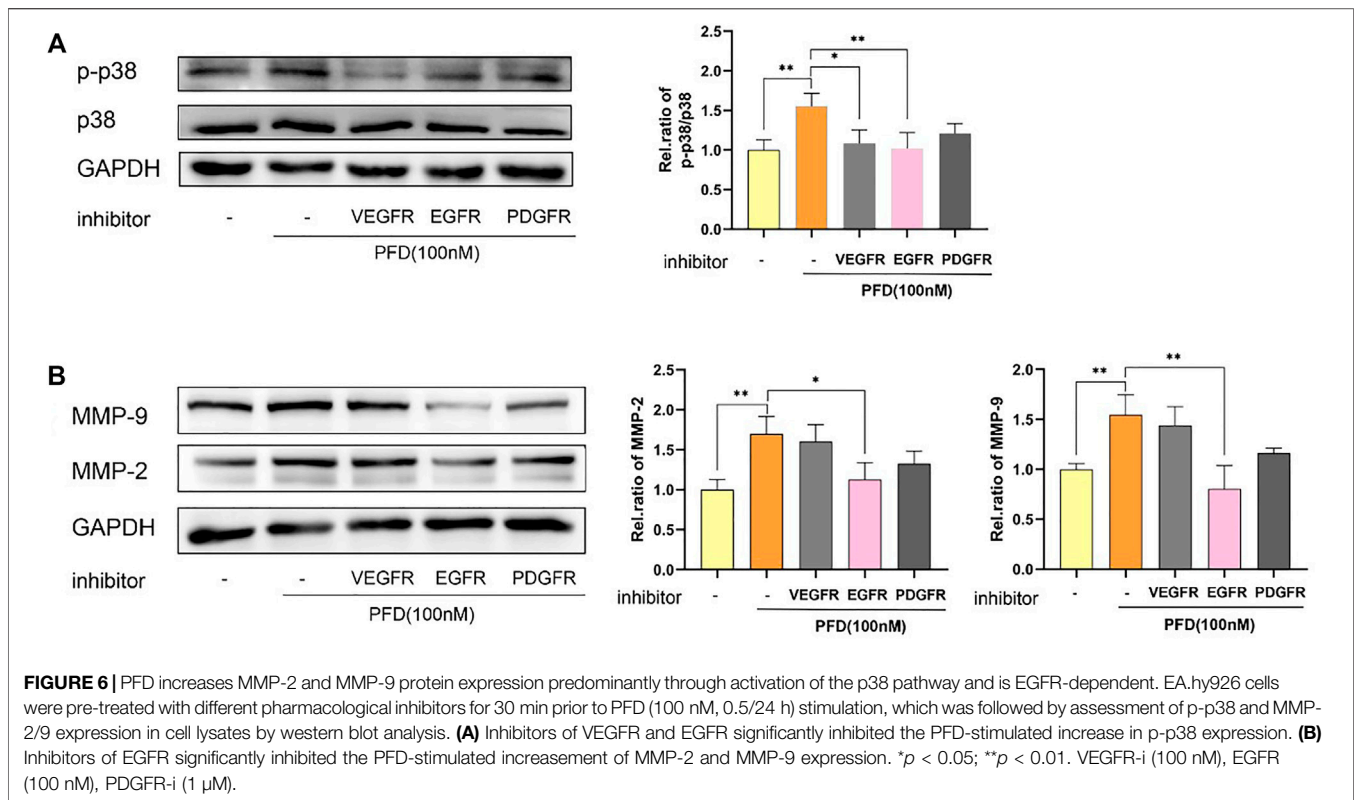 A
p-p38
p38
GAPDH
inhibitor - - VEGFR EGFR PDGFR
PFD(100nM)
Rel.ratio of
p-p38/p38
2.5
2.0
1.5
1.0
0.5
0.0
**
*
**
inhibitor - - VEGFR EGFR PDGFR
PFD(100nM)
B
MMP-9
MMP-2
GAPDH
inhibitor - - VEGFR EGFR PDGFR
PFD(100nM)
Rel.ratio of MMP-2
2.5
2.0
1.5
1.0
0.5
0.0
**
*
inhibitor - - VEGFR EGFR PDGFR
PFD(100nM)
Rel.ratio of MMP-9
2.0
1.5
1.0
0.5
0.0
**
**
inhibitor - - VEGFR EGFR PDGFR
PFD(100nM)
FIGURE 6 | PFD increases MMP-2 and MMP-9 protein expression predominantly through activation of the p38 pathway and is EGFR-dependent. EA.hy926 cells
were pre-treated with different pharmacological inhibitors for 30 min prior to PFD (100 nM, 0.5/24 h) stimulation, which was followed by assessment of p-p38 and MMP-
2/9 expression in cell lysates by western blot analysis. (A) Inhibitors of VEGFR and EGFR significantly inhibited the PFD-stimulated increase in p-p38 expression. (B)
Inhibitors of EGFR significantly inhibited the PFD-stimulated increasement of MMP-2 and MMP-9 expression. *p < 0.05; **p < 0.01. VEGFR-i (100 nM), EGFR
(100 nM), PDGFR-i (1 μM).